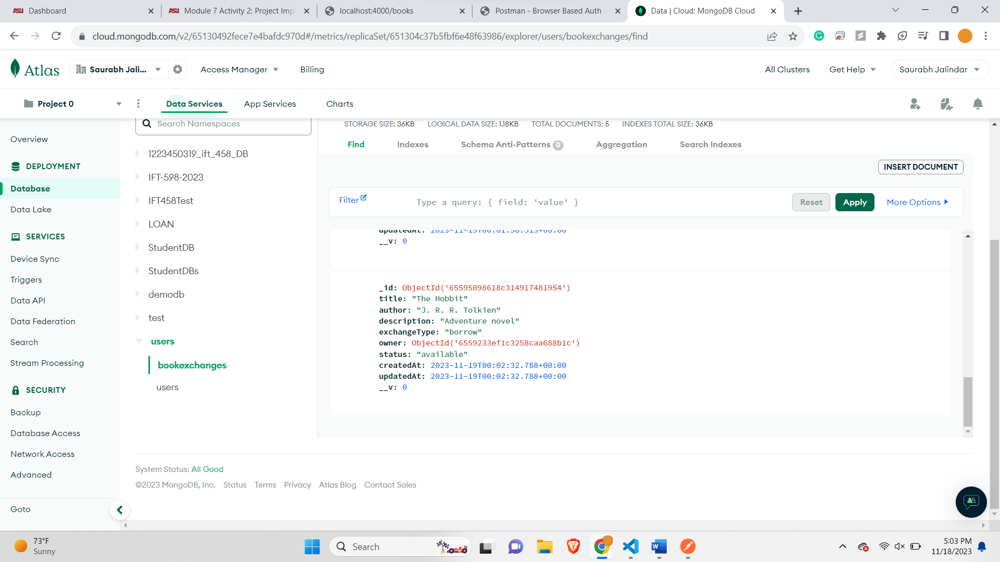 Dashboard
Module 7 Activity 2: Project Imp
localhost:4000/books
Postman - Browser Based Auth
Data | Cloud: MongoDB Cloud
cloud.mongodb.com/v2/65130492fece7e4bafdc970d#/metrics/replicaSet/651304c37b5fbf6e48f63986/explorer/users/bookexchanges/find
Atlas
Saurabh Jali...
Access Manager
Billing
All Clusters
Get Help
Saurabh Jalindar
Project 0
Data Services
App Services
Charts
Overview
DEPLOYMENT
Database
Data Lake
SERVICES
Device Sync
Triggers
Data API
Data Federation
Search
Stream Processing
SECURITY
Backup
Database Access
Network Access
Advanced
Goto
Search Namespaces
1223450319_ift_458_DB
IFT-598-2023
IFT458Test
LOAN
StudentDB
StudentDBs
demodb
test
users
bookexchanges
users
STORAGE SIZE: 36KB LOGICAL DATA SIZE: 1.18KB TOTAL DOCUMENTS: 5 INDEXES TOTAL SIZE: 36KB
Find Indexes Schema Anti-Patterns 0 Aggregation Search Indexes
INSERT DOCUMENT
Filter
Type a query: { field: 'value' }
Reset
Apply
More Options
updatedAt: 2023-11-19T00:01:58.515+00:00
__v: 0
_id: ObjectId('65595098618c314917481954')
title: "The Hobbit"
author: "J. R. R. Tolkien"
description: "Adventure novel"
exchangeType: "borrow"
owner: ObjectId('6559233ef1c3258caa688b1c')
status: "available"
createdAt: 2023-11-19T00:02:32.788+00:00
updatedAt: 2023-11-19T00:02:32.788+00:00
__v: 0
System Status: All Good
©2023 MongoDB, Inc. Status Terms Privacy Atlas Blog Contact Sales
73°F
Sunny
Search
5:03 PM
11/18/2023